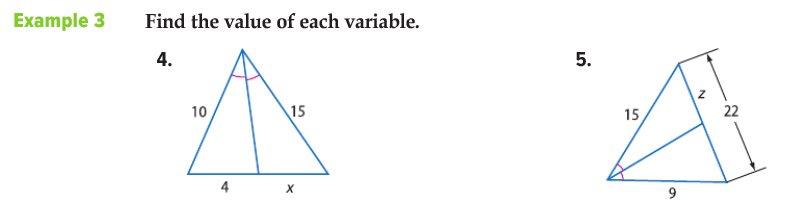 Example 3 Find the value of each variable.
4.
10
15
4
x
5.
15
z
22
9